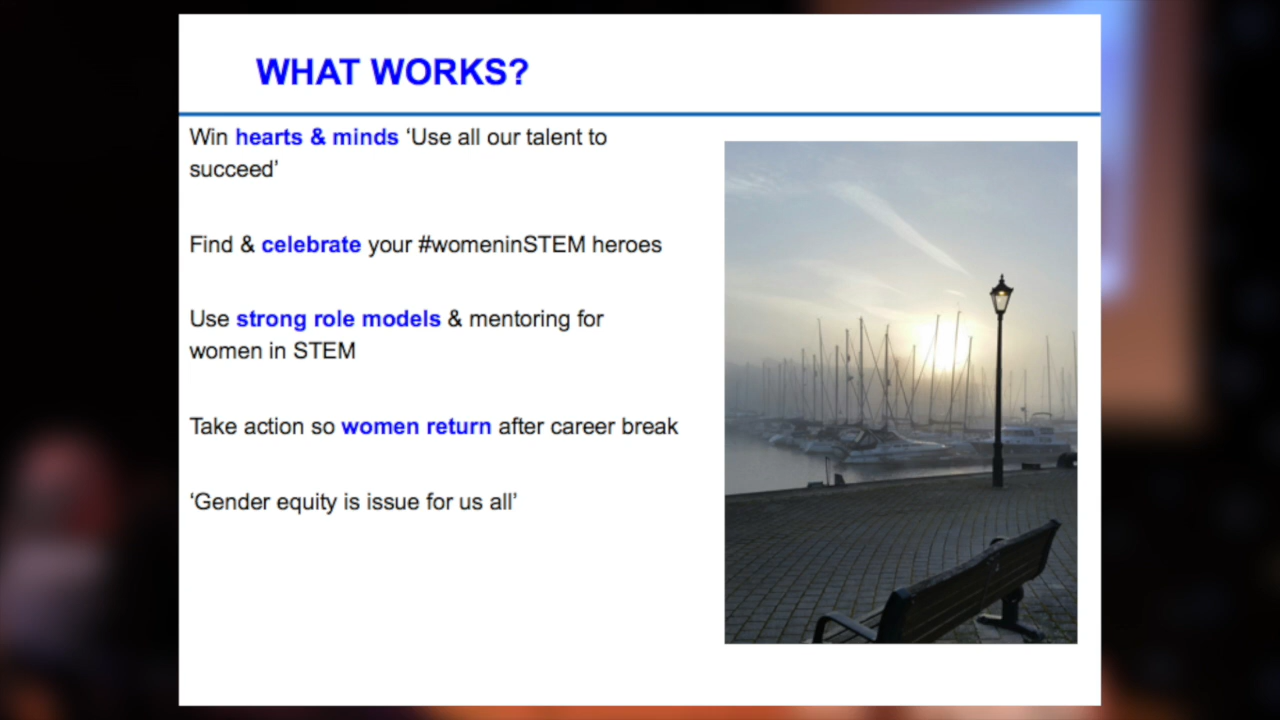 WHAT WORKS?
Win hearts & minds ‘Use all our talent to
succeed’
Find & celebrate your #womeninSTEM heroes
Use strong role models & mentoring for
women in STEM
Take action so women return after career break
‘Gender equity is issue for us all’